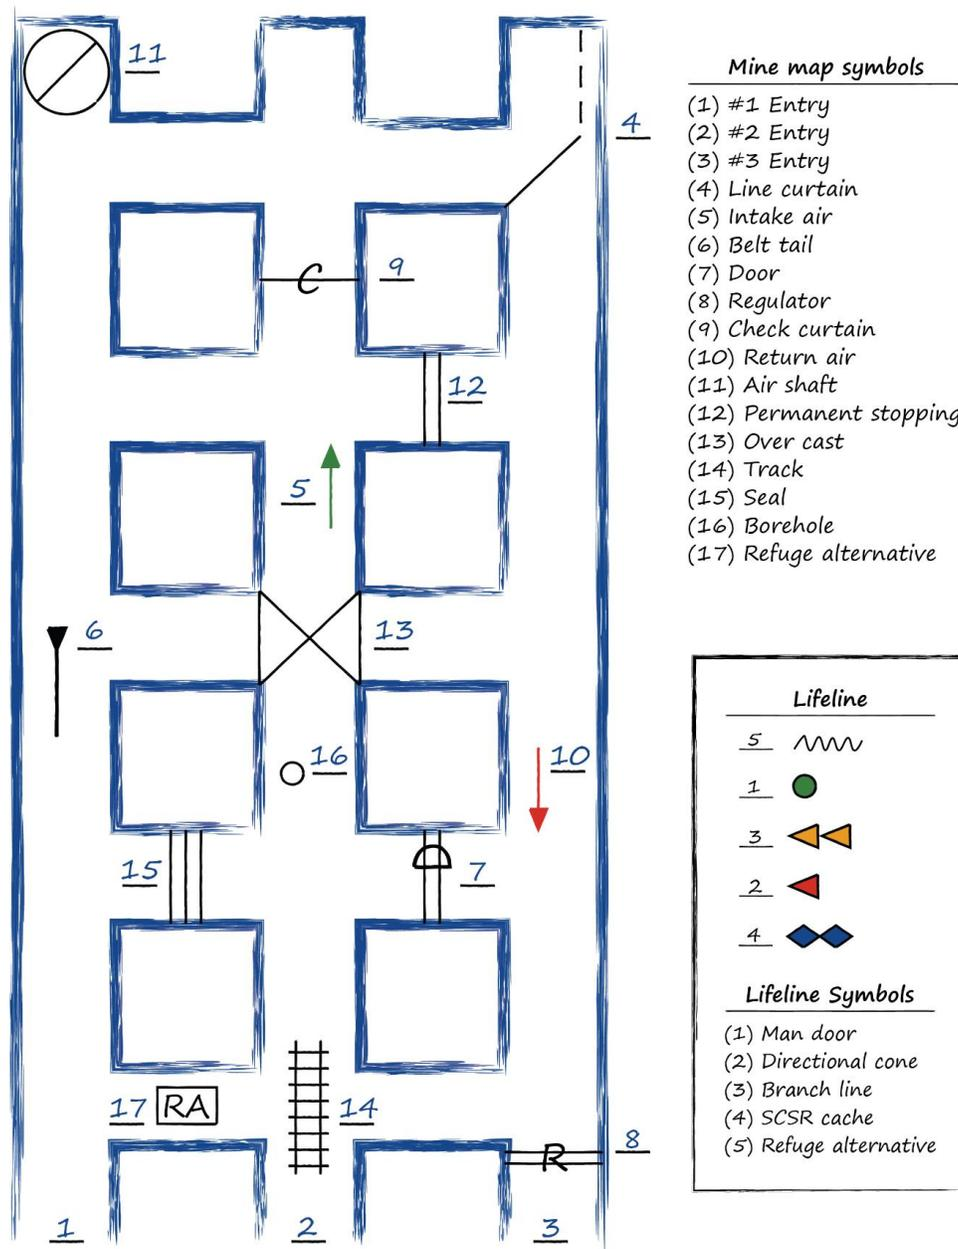 11
4
9
C
12
5
6
13
16
10
15
7
17
RA
14
8
R
1
2
3
Mine map symbols
(1) #1 Entry
(2) #2 Entry
(3) #3 Entry
(4) Line curtain
(5) Intake air
(6) Belt tail
(7) Door
(8) Regulator
(9) Check curtain
(10) Return air
(11) Air shaft
(12) Permanent stopping
(13) Over cast
(14) Track
(15) Seal
(16) Borehole
(17) Refuge alternative
Lifeline
5
1
3
2
4
Lifeline Symbols
(1) Man door
(2) Directional cone
(3) Branch line
(4) SCSR cache
(5) Refuge alternative